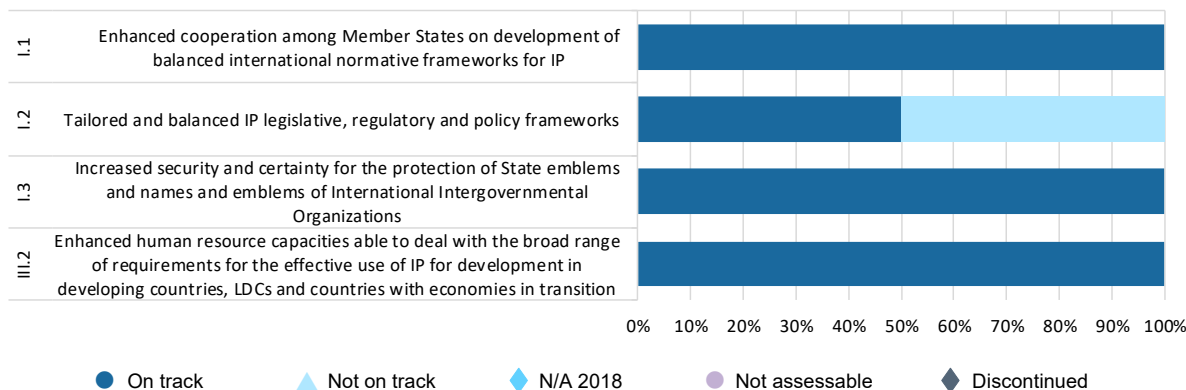 I.1
Enhanced cooperation among Member States on development of
balanced international normative frameworks for IP
I.2
Tailored and balanced IP legislative, regulatory and policy frameworks
I.3
Increased security and certainty for the protection of State emblems
and names and emblems of International Intergovernmental
Organizations
III.2
Enhanced human resource capacities able to deal with the broad range
of requirements for the effective use of IP for development in
developing countries, LDCs and countries with economies in transition
0% 10% 20% 30% 40% 50% 60% 70% 80% 90% 100%
On track Not on track N/A 2018 Not assessable Discontinued